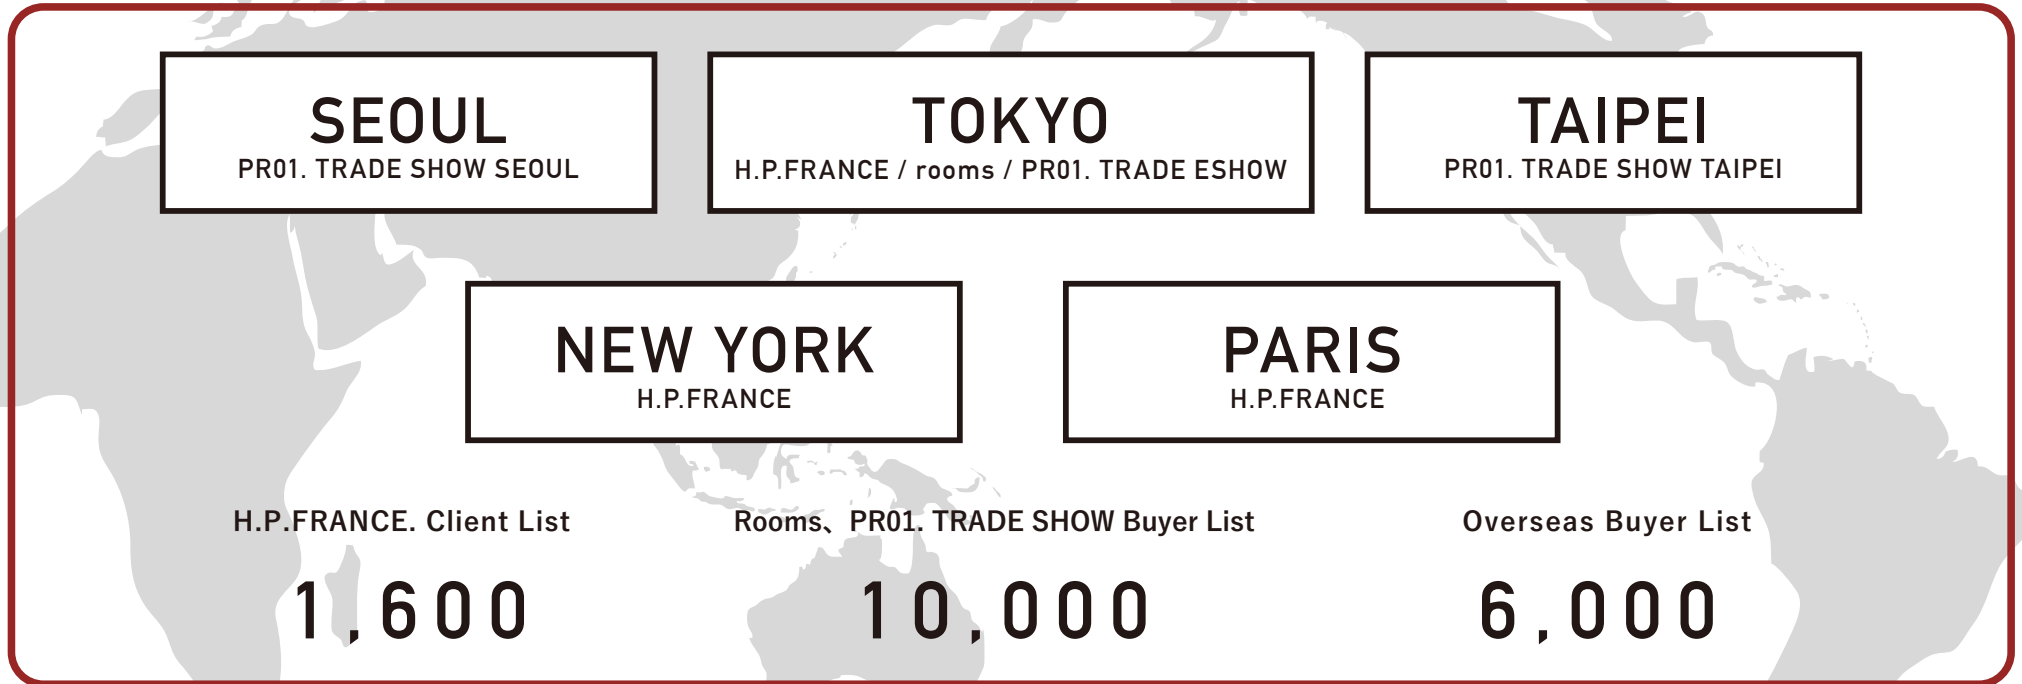 SEOUL
PR01. TRADE SHOW SEOUL
TOKYO
H.P.FRANCE / rooms / PR01. TRADE ESHOW
TAIPEI
PR01. TRADE SHOW TAIPEI
NEW YORK
H.P.FRANCE
PARIS
H.P.FRANCE
H.P.FRANCE. Client List
1,600
Rooms、PR01. TRADE SHOW Buyer List
10,000
Overseas Buyer List
6,000